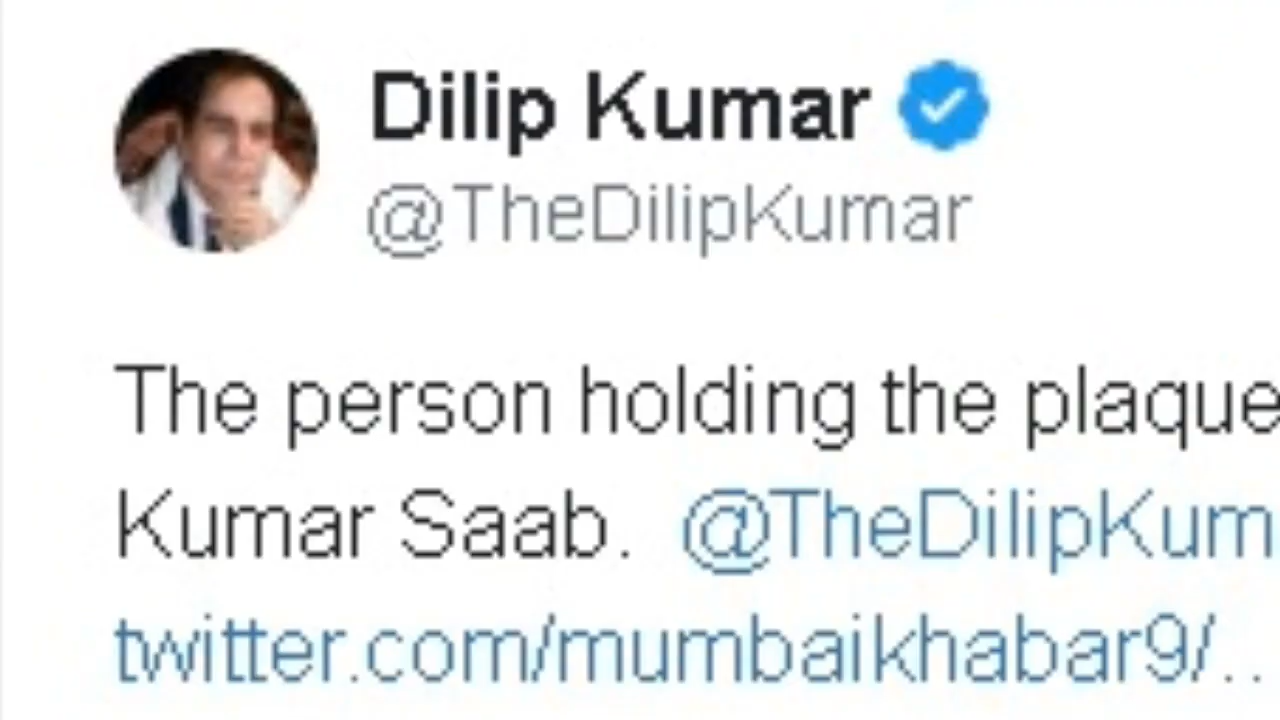 Dilip Kumar
@TheDilipKumar
The person holding the plaque
Kumar Saab. @TheDilipKum
twitter.com/mumbaikhabar9/..